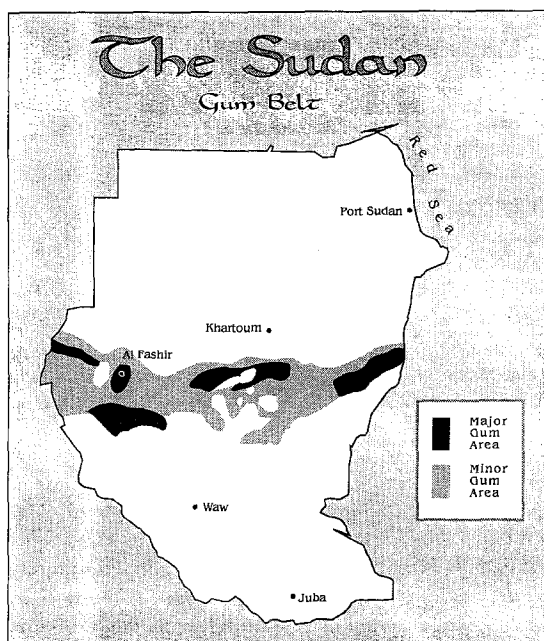 The Sudan
Gum Belt
Red Sea
Port Sudan
Khartoum
Al Fashir
Major
Gum
Area
Minor
Gum
Area
Waw
Juba